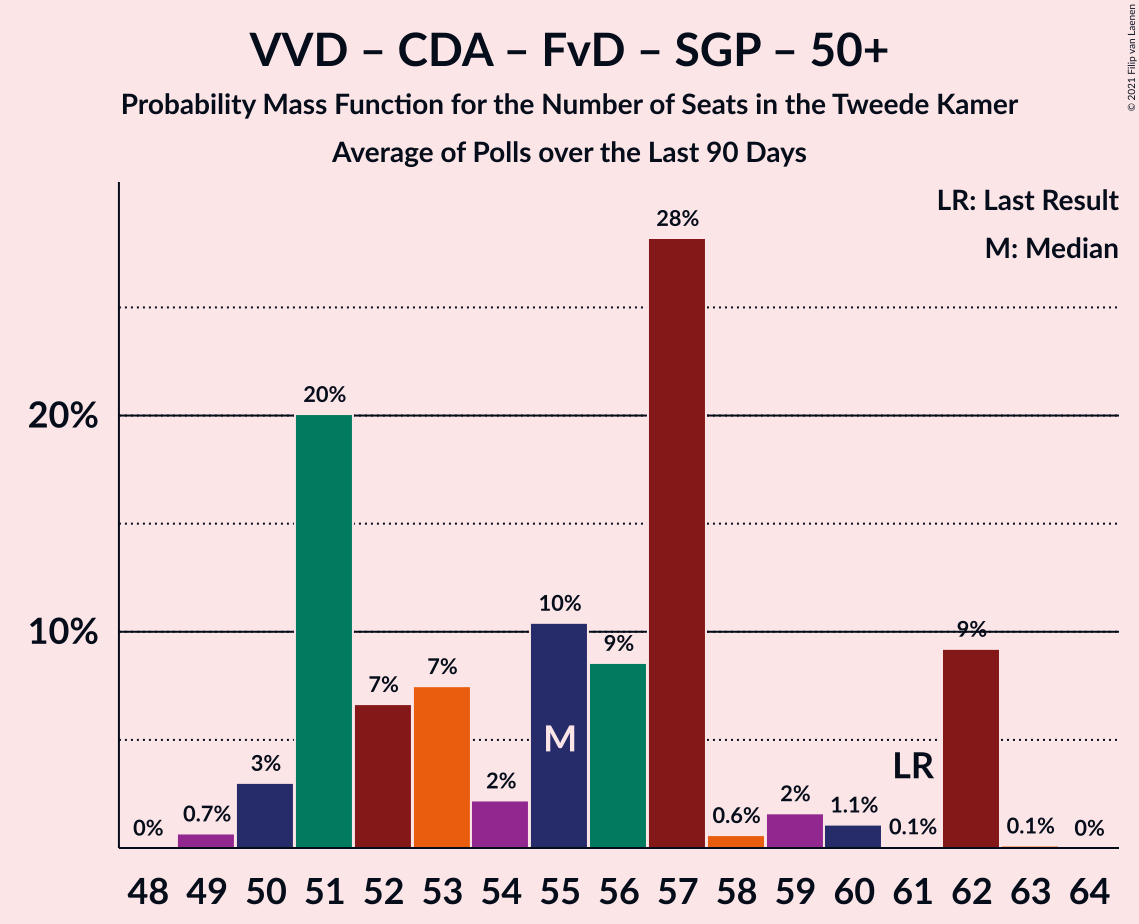 VVD – CDA – FvD – SGP – 50+
Probability Mass Function for the Number of Seats in the Tweede Kamer
Average of Polls over the Last 90 Days
© 2021 Filip van Laenen
LR: Last Result
M: Median
20%
10%
0%
0.7%
3%
20%
7%
7%
2%
10%
9%
28%
0.6%
2%
1.1%
0.1%
9%
0.1%
0%
M
LR
48 49 50 51 52 53 54 55 56 57 58 59 60 61 62 63 64